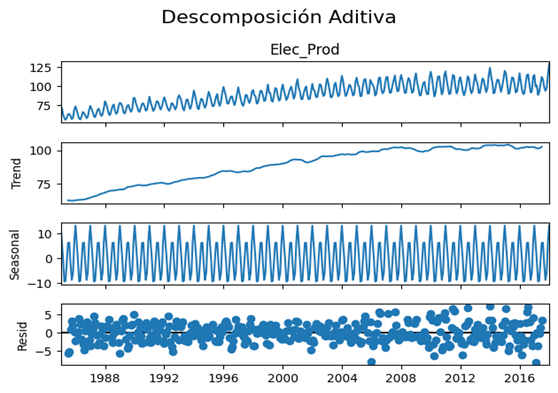 Descomposición Aditiva
Elec_Prod
125
100
75
Trend
100
75
Seasonal
10
0
−10
Resid
5
0
−5
1988 1992 1996 2000 2004 2008 2012 2016